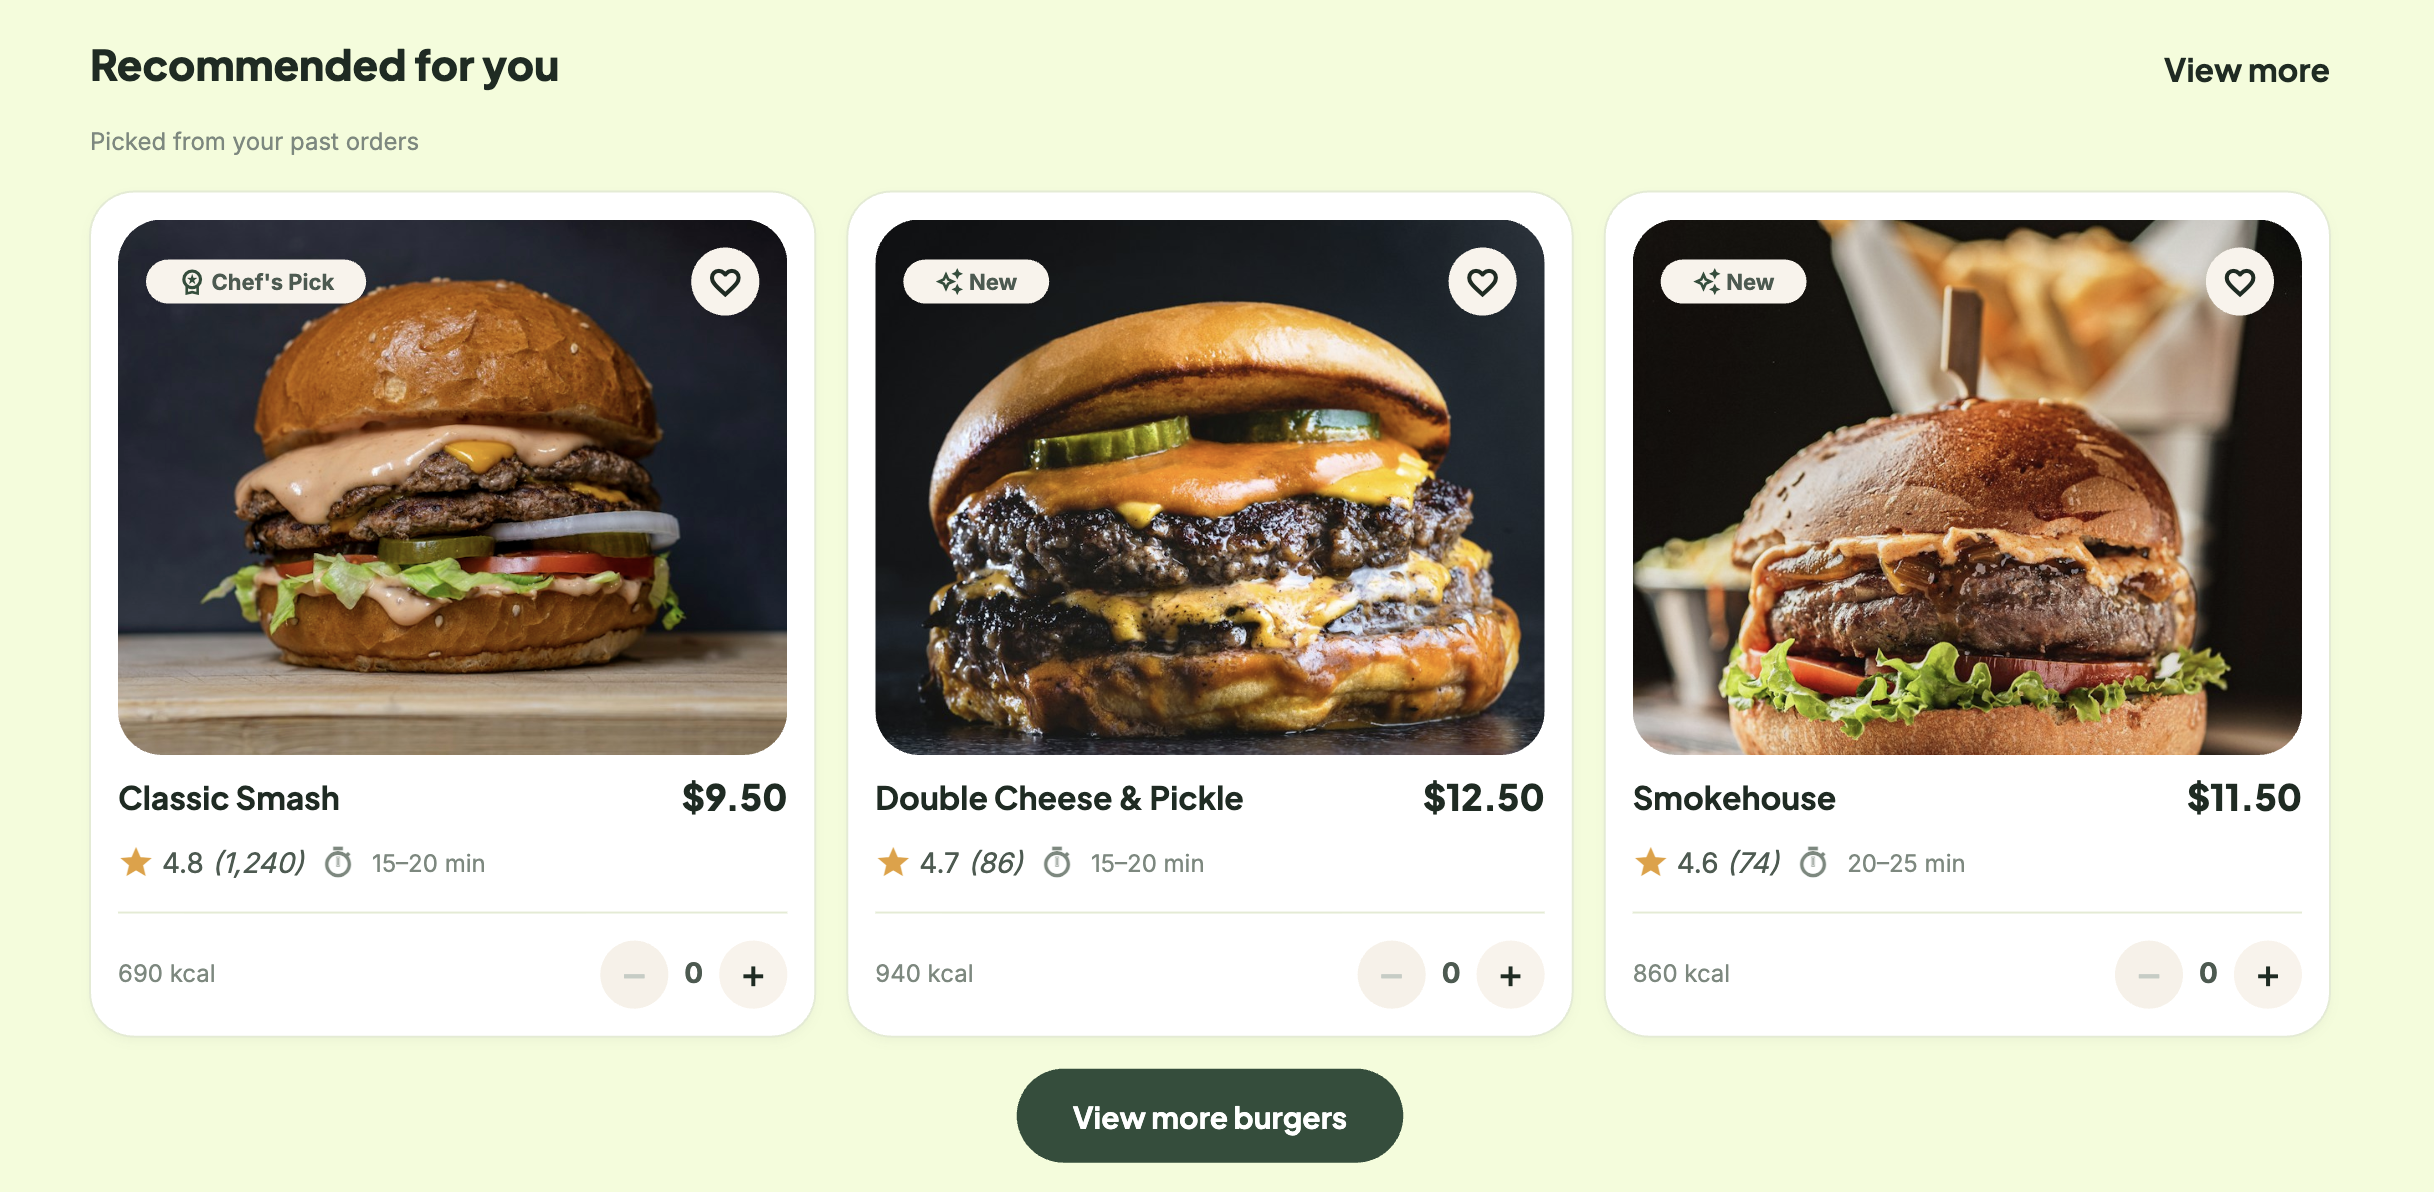 Recommended for you
View more
Picked from your past orders
Chef's Pick
New
New
Classic Smash $9.50
4.8 (1,240) 15–20 min
690 kcal − 0 +
Double Cheese & Pickle $12.50
4.7 (86) 15–20 min
940 kcal − 0 +
Smokehouse $11.50
4.6 (74) 20–25 min
860 kcal − 0 +
View more burgers